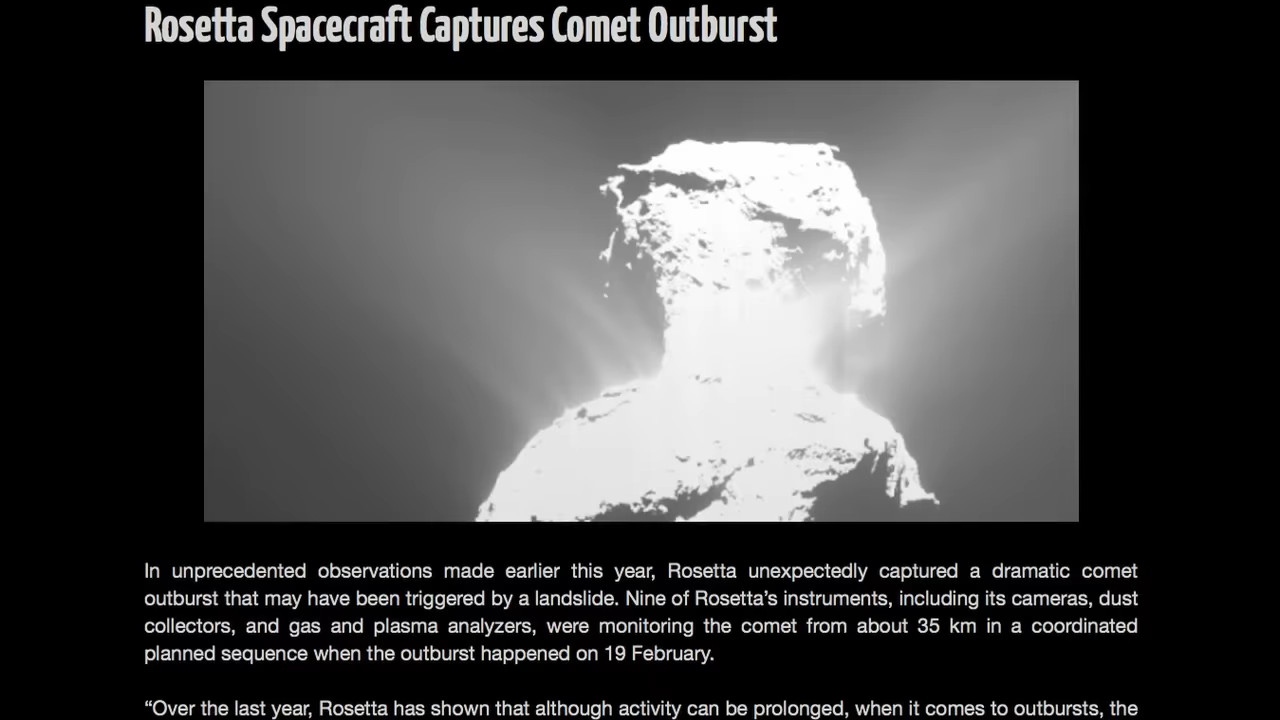 Rosetta Spacecraft Captures Comet Outburst
In unprecedented observations made earlier this year, Rosetta unexpectedly captured a dramatic comet
outburst that may have been triggered by a landslide. Nine of Rosetta’s instruments, including its cameras, dust
collectors, and gas and plasma analyzers, were monitoring the comet from about 35 km in a coordinated
planned sequence when the outburst happened on 19 February.
“Over the last year, Rosetta has shown that although activity can be prolonged, when it comes to outbursts, the